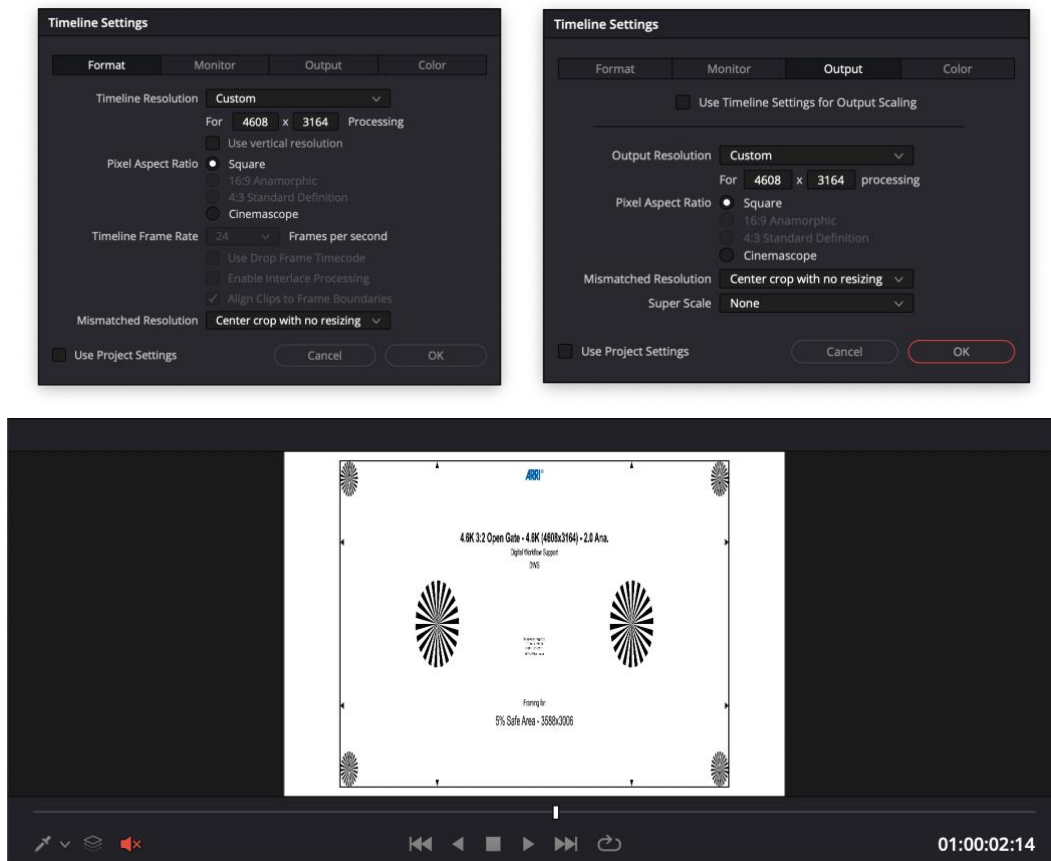 Timeline Settings
Format Monitor Output Color
Timeline Resolution Custom
For 4608 x 3164 Processing
Use vertical resolution
Pixel Aspect Ratio Square
16:9 Anamorphic
4:3 Standard Definition
Cinemascope
Timeline Frame Rate 24 Frames per second
Use Drop Frame Timecode
Enable Interlace Processing
Align Clips to Frame Boundaries
Mismatched Resolution Center crop with no resizing
Use Project Settings Cancel OK
Timeline Settings
Format Monitor Output Color
Use Timeline Settings for Output Scaling
Output Resolution Custom
For 4608 x 3164 processing
Pixel Aspect Ratio Square
16:9 Anamorphic
4:3 Standard Definition
Cinemascope
Mismatched Resolution Center crop with no resizing
Super Scale None
Use Project Settings Cancel OK
ARRI
4.6K 3:2 Open Gate - 4.6K (4608x3164) - 2.0 Ana.
Digital Workflow Support
DWS
Framing for
5% Safe Area - 3588x3006
01:00:02:14